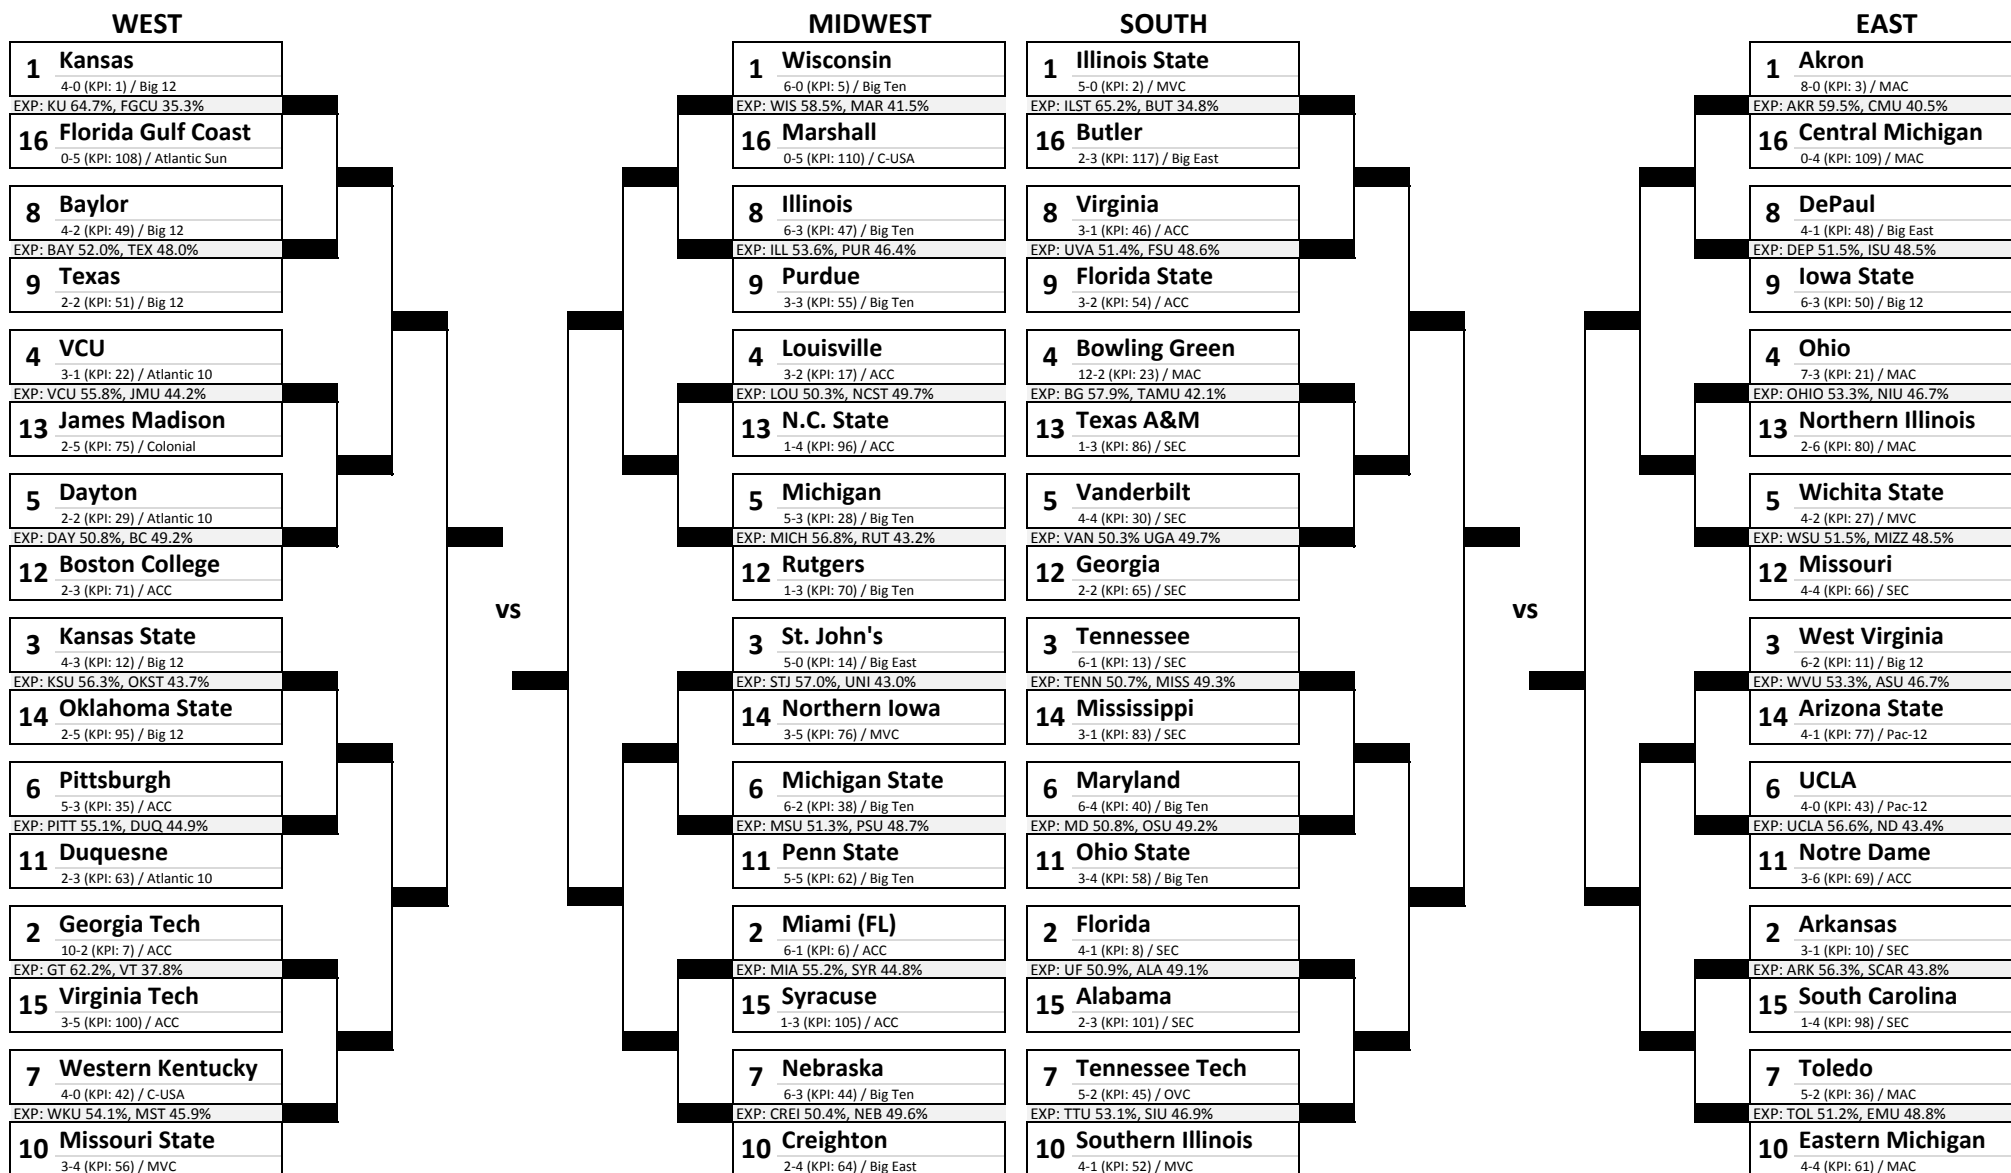 WEST
1 Kansas
4-0 (KPI: 1) / Big 12
EXP: KU 64.7%, FGCU 35.3%
16 Florida Gulf Coast
0-5 (KPI: 108) / Atlantic Sun
8 Baylor
4-2 (KPI: 49) / Big 12
EXP: BAY 52.0%, TEX 48.0%
9 Texas
2-2 (KPI: 51) / Big 12
4 VCU
3-1 (KPI: 22) / Atlantic 10
EXP: VCU 55.8%, JMU 44.2%
13 James Madison
2-5 (KPI: 75) / Colonial
5 Dayton
2-2 (KPI: 29) / Atlantic 10
EXP: DAY 50.8%, BC 49.2%
12 Boston College
2-3 (KPI: 71) / ACC
3 Kansas State
4-3 (KPI: 12) / Big 12
EXP: KSU 56.3%, OKST 43.7%
14 Oklahoma State
2-5 (KPI: 95) / Big 12
6 Pittsburgh
5-3 (KPI: 35) / ACC
EXP: PITT 55.1%, DUQ 44.9%
11 Duquesne
2-3 (KPI: 63) / Atlantic 10
2 Georgia Tech
10-2 (KPI: 7) / ACC
EXP: GT 62.2%, VT 37.8%
15 Virginia Tech
3-5 (KPI: 100) / ACC
7 Western Kentucky
4-0 (KPI: 42) / C-USA
EXP: WKU 54.1%, MST 45.9%
10 Missouri State
3-4 (KPI: 56) / MVC
vs
MIDWEST
1 Wisconsin
6-0 (KPI: 5) / Big Ten
EXP: WIS 58.5%, MAR 41.5%
16 Marshall
0-5 (KPI: 110) / C-USA
8 Illinois
6-3 (KPI: 47) / Big Ten
EXP: ILL 53.6%, PUR 46.4%
9 Purdue
3-3 (KPI: 55) / Big Ten
4 Louisville
3-2 (KPI: 17) / ACC
EXP: LOU 50.3%, NCST 49.7%
13 N.C. State
1-4 (KPI: 96) / ACC
5 Michigan
5-3 (KPI: 28) / Big Ten
EXP: MICH 56.8%, RUT 43.2%
12 Rutgers
1-3 (KPI: 70) / Big Ten
3 St. John's
5-0 (KPI: 14) / Big East
EXP: STJ 57.0%, UNI 43.0%
14 Northern Iowa
3-5 (KPI: 76) / MVC
6 Michigan State
6-2 (KPI: 38) / Big Ten
EXP: MSU 51.3%, PSU 48.7%
11 Penn State
5-5 (KPI: 62) / Big Ten
2 Miami (FL)
6-1 (KPI: 6) / ACC
EXP: MIA 55.2%, SYR 44.8%
15 Syracuse
1-3 (KPI: 105) / ACC
7 Nebraska
6-3 (KPI: 44) / Big Ten
EXP: CREI 50.4%, NEB 49.6%
10 Creighton
2-4 (KPI: 64) / Big East
SOUTH
1 Illinois State
5-0 (KPI: 2) / MVC
EXP: ILST 65.2%, BUT 34.8%
16 Butler
2-3 (KPI: 117) / Big East
8 Virginia
3-1 (KPI: 46) / ACC
EXP: UVA 51.4%, FSU 48.6%
9 Florida State
3-2 (KPI: 54) / ACC
4 Bowling Green
12-2 (KPI: 23) / MAC
EXP: BG 57.9%, TAMU 42.1%
13 Texas A&M
1-3 (KPI: 86) / SEC
5 Vanderbilt
4-4 (KPI: 30) / SEC
EXP: VAN 50.3% UGA 49.7%
12 Georgia
2-2 (KPI: 65) / SEC
3 Tennessee
6-1 (KPI: 13) / SEC
EXP: TENN 50.7%, MISS 49.3%
14 Mississippi
3-1 (KPI: 83) / SEC
6 Maryland
6-4 (KPI: 40) / Big Ten
EXP: MD 50.8%, OSU 49.2%
11 Ohio State
3-4 (KPI: 58) / Big Ten
2 Florida
4-1 (KPI: 8) / SEC
EXP: UF 50.9%, ALA 49.1%
15 Alabama
2-3 (KPI: 101) / SEC
7 Tennessee Tech
5-2 (KPI: 45) / OVC
EXP: TTU 53.1%, SIU 46.9%
10 Southern Illinois
4-1 (KPI: 52) / MVC
vs
EAST
1 Akron
8-0 (KPI: 3) / MAC
EXP: AKR 59.5%, CMU 40.5%
16 Central Michigan
0-4 (KPI: 109) / MAC
8 DePaul
4-1 (KPI: 48) / Big East
EXP: DEP 51.5%, ISU 48.5%
9 Iowa State
6-3 (KPI: 50) / Big 12
4 Ohio
7-3 (KPI: 21) / MAC
EXP: OHIO 53.3%, NIU 46.7%
13 Northern Illinois
2-6 (KPI: 80) / MAC
5 Wichita State
4-2 (KPI: 27) / MVC
EXP: WSU 51.5%, MIZZ 48.5%
12 Missouri
4-4 (KPI: 66) / SEC
3 West Virginia
6-2 (KPI: 11) / Big 12
EXP: WVU 53.3%, ASU 46.7%
14 Arizona State
4-1 (KPI: 77) / Pac-12
6 UCLA
4-0 (KPI: 43) / Pac-12
EXP: UCLA 56.6%, ND 43.4%
11 Notre Dame
3-6 (KPI: 69) / ACC
2 Arkansas
3-1 (KPI: 10) / SEC
EXP: ARK 56.3%, SCAR 43.8%
15 South Carolina
1-4 (KPI: 98) / SEC
7 Toledo
5-2 (KPI: 36) / MAC
EXP: TOL 51.2%, EMU 48.8%
10 Eastern Michigan
4-4 (KPI: 61) / MAC